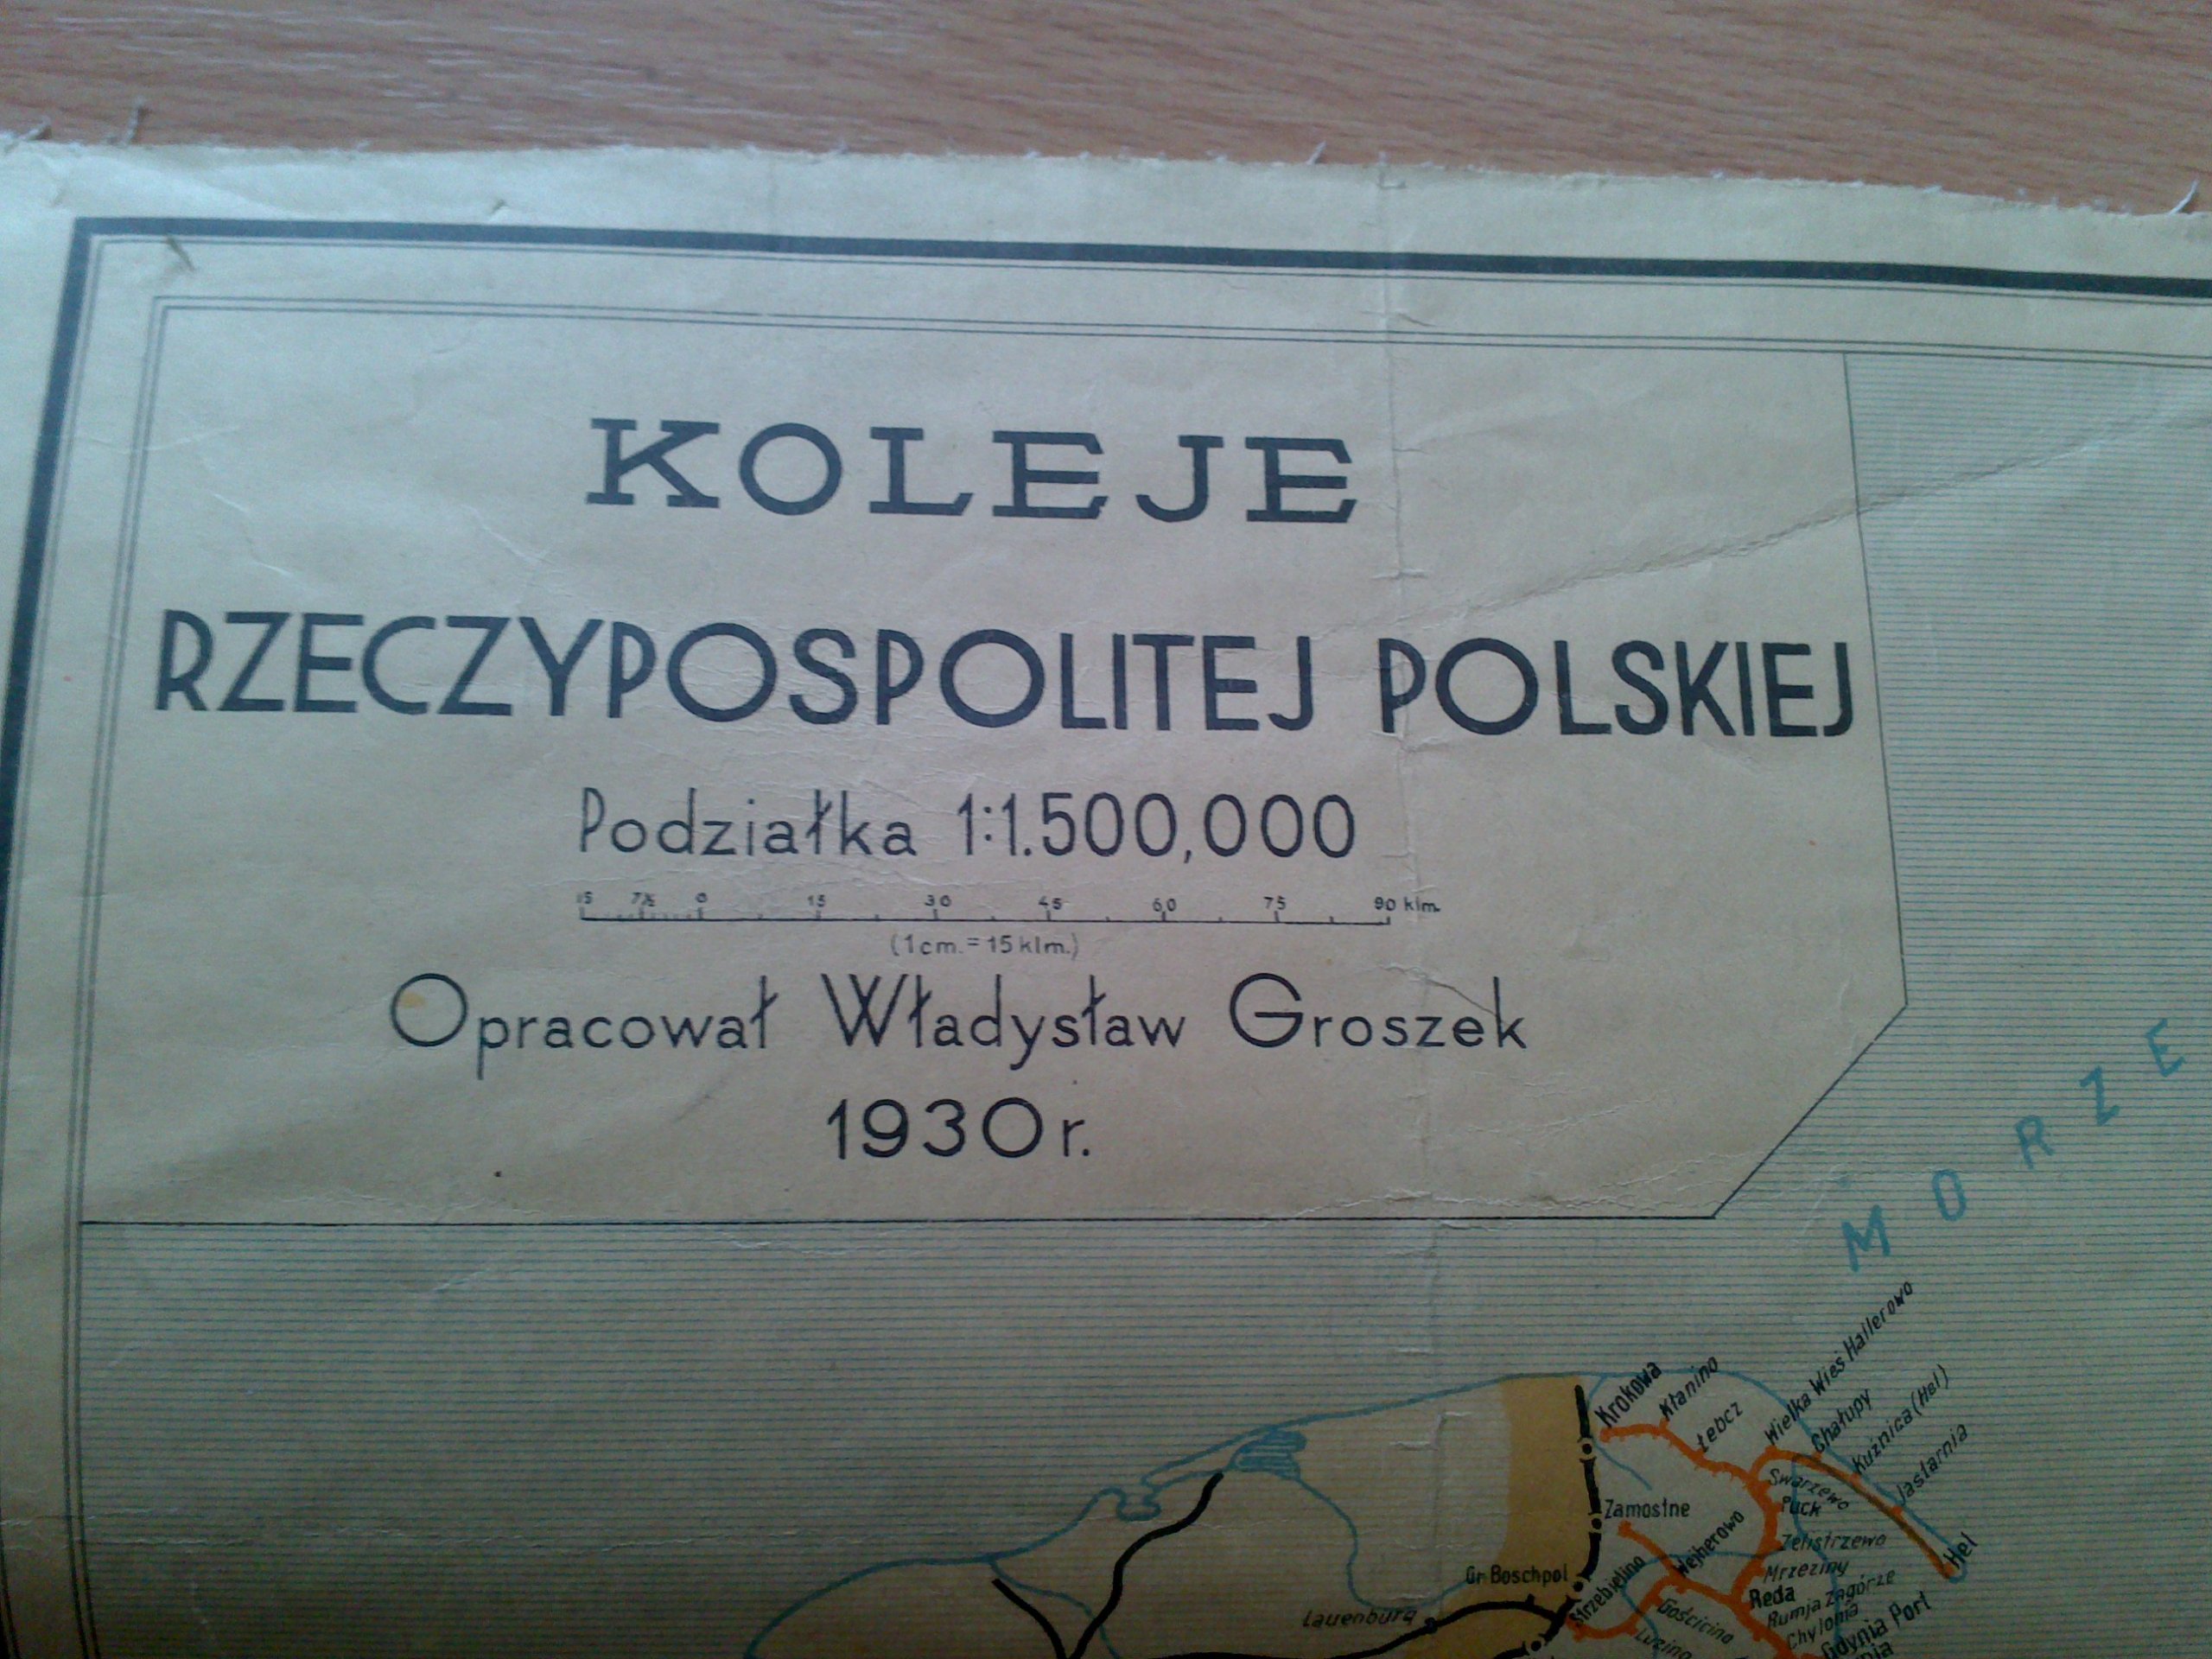 KOLEJE
RZECZYPOSPOLITEJ POLSKIEJ
Podziałka 1:1.500,000
15 7½ 0 15 30 45 60 75 90 klm.
(1cm.=15klm.)
Opracował Władysław Groszek
1930r.
MORZE
Krokowa
Kłanino
Łebcz
Wielka Wieś Hallerowo
Chałupy
Kuźnica (Hel)
Jastarnia
Hel
Swarzewo
Puck
Zamostne
Wejherowo
Żelistrzewo
Mrzeziny
Gr. Boschpol
Strzebielino
Reda
Rumja Zagórze
Lauenburg
Gościcino
Chylonia
Luzino
Gdynia Port